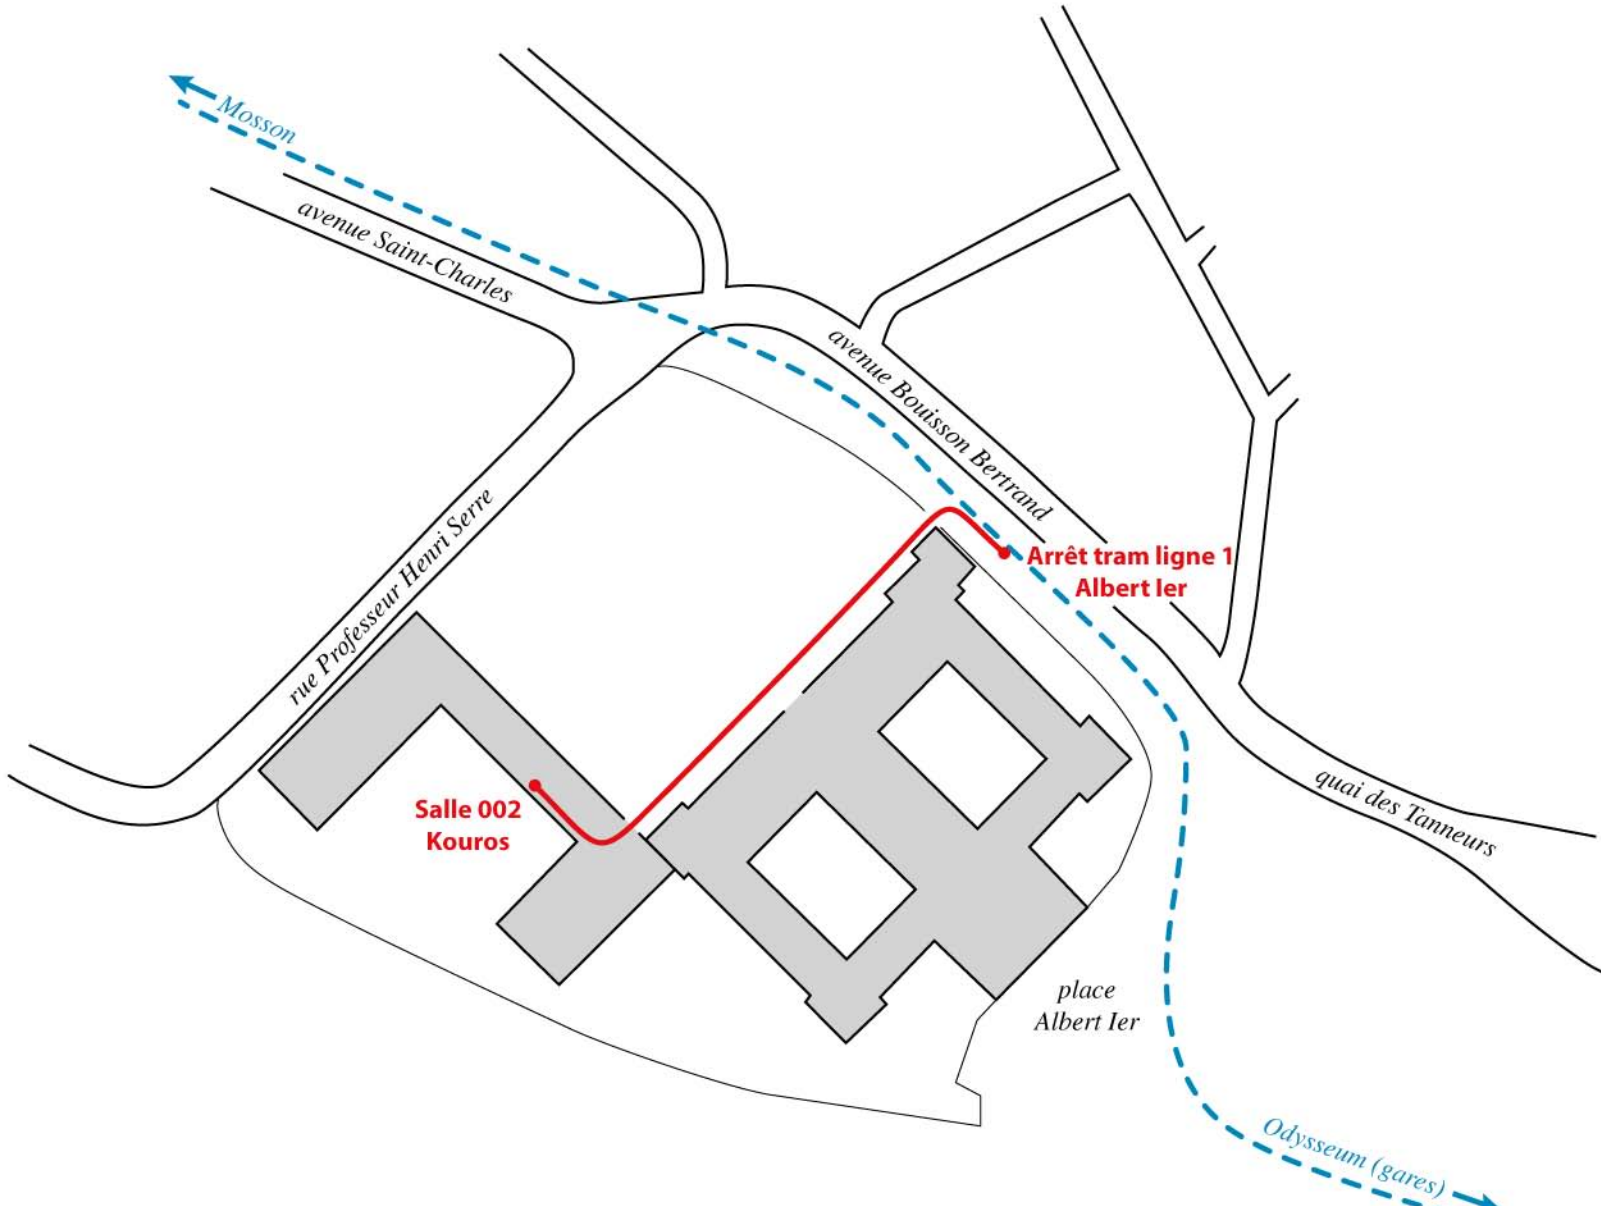 Mosson
avenue Saint-Charles
avenue Bouisson Bertrand
rue Professeur Henri Serre
Arrêt tram ligne 1
Albert Ier
Salle 002
Kouros
quai des Tanneurs
place
Albert Ier
Odysseum (gares)